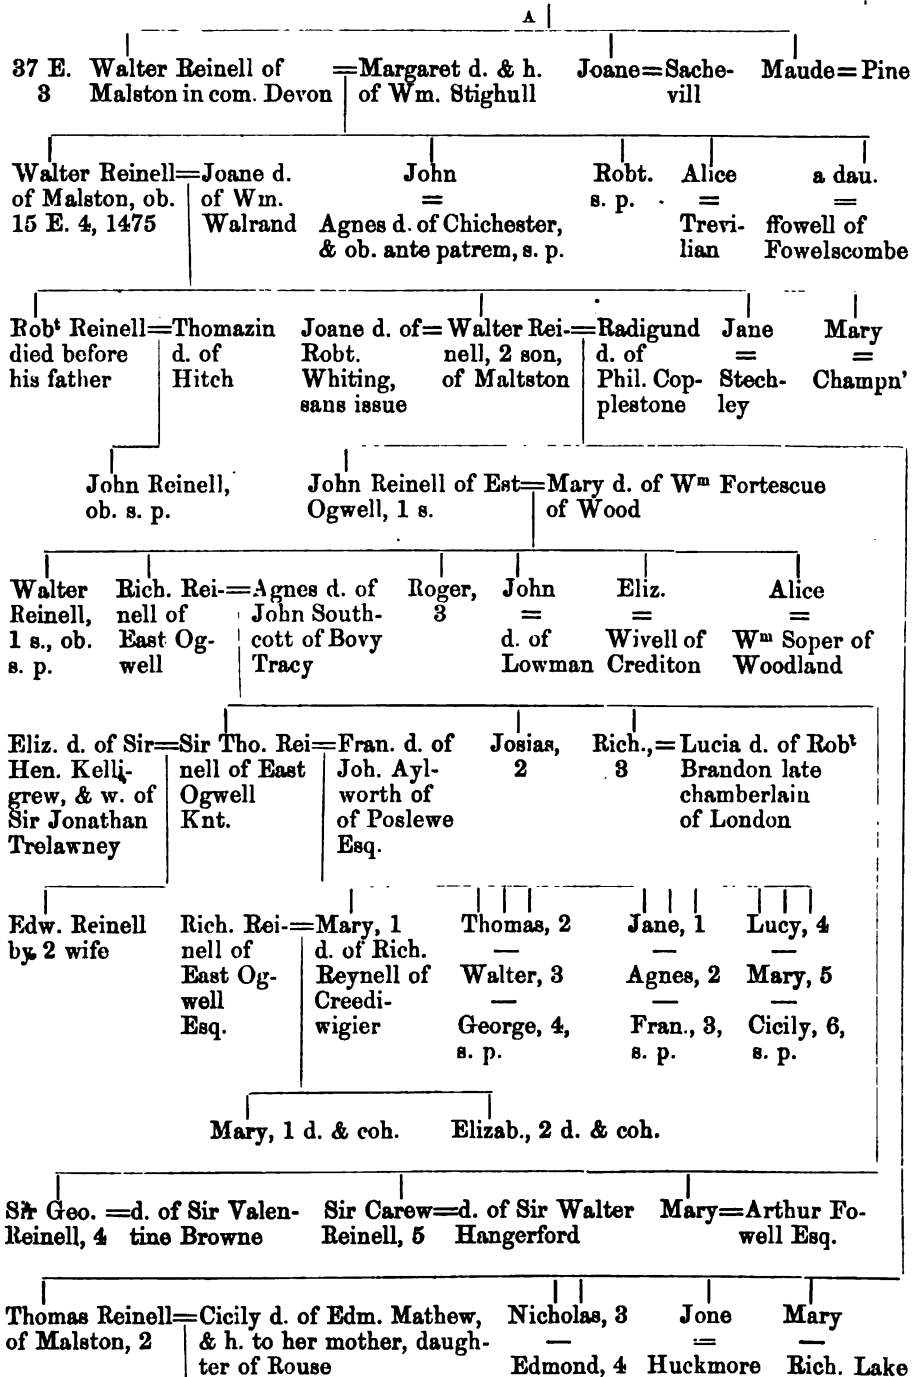 A
37 E. Walter Reinell of =Margaret d. & h. Joane=Sache- Maude=Pine
3 Malston in com. Devon of Wm. Stighull vill
Walter Reinell=Joane d. John Robt. Alice a dau.
of Malston, ob. of Wm. = s. p. = =
15 E. 4, 1475 Walrand Agnes d. of Chichester, Trevi- ffowell of
& ob. ante patrem, s. p. lian Fowelscombe
Robt Reinell=Thomazin Joane d. of= Walter Rei-=Radigund Jane Mary
died before d. of Robt. nell, 2 son, d. of = =
his father Hitch Whiting, of Maltston Phil. Cop- Stech- Champn'
sans issue plestone ley
John Reinell, John Reinell of Est=Mary d. of Wm Fortescue
ob. s. p. Ogwell, 1 s. of Wood
Walter Rich. Rei-=Agnes d. of Roger, John Eliz. Alice
Reinell, nell of John South- 3 = = =
1 s., ob. East Og- cott of Bovy d. of Wivell of Wm Soper of
s. p. well Tracy Lowman Crediton Woodland
Eliz. d. of Sir=Sir Tho. Rei=Fran. d. of Josias, Rich.,= Lucia d. of Robt
Hen. Kelli- nell of East Joh. Ayl- 2 3 Brandon late
grew, & w. of Ogwell worth of chamberlain
Sir Jonathan Knt. of Poslewe of London
Trelawney Esq.
Edw. Reinell Rich. Rei-=Mary, 1 Thomas, 2 Jane, 1 Lucy, 4
by 2 wife nell of d. of Rich. — — —
East Og- Reynell of Walter, 3 Agnes, 2 Mary, 5
well Creedi- — — —
Esq. wigier George, 4, Fran., 3, Cicily, 6,
s. p. s. p. s. p.
Mary, 1 d. & coh. Elizab., 2 d. & coh.
Sir Geo. =d. of Sir Valen- Sir Carew=d. of Sir Walter Mary=Arthur Fo-
Reinell, 4 tine Browne Reinell, 5 Hangerford well Esq.
Thomas Reinell=Cicily d. of Edm. Mathew, Nicholas, 3 Jone Mary
of Malston, 2 & h. to her mother, daugh- — = —
ter of Rouse Edmond, 4 Huckmore Rich. Lake